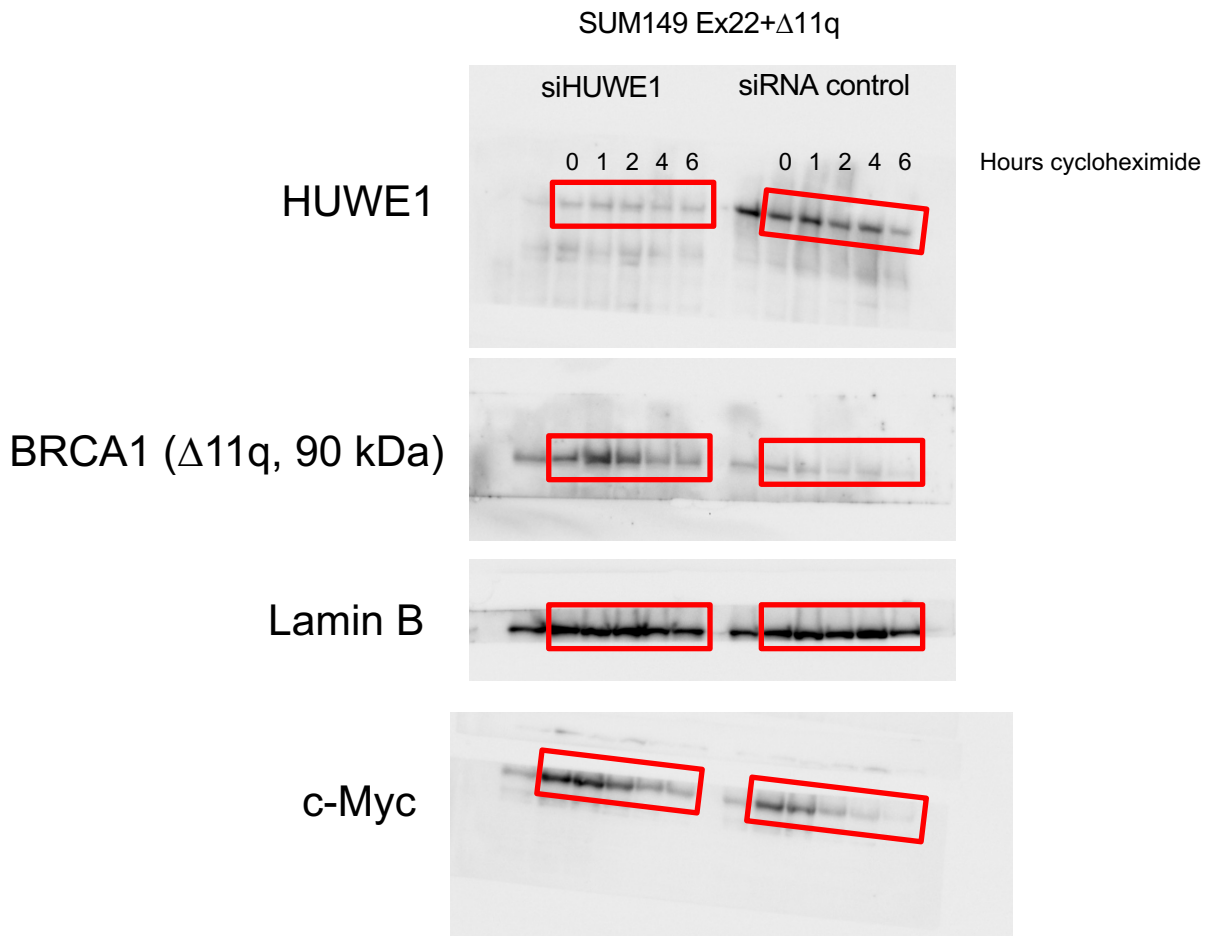 SUM149 Ex22+Δ11q
siHUWE1 siRNA control
0 1 2 4 6 0 1 2 4 6 Hours cycloheximide
HUWE1
BRCA1 (Δ11q, 90 kDa)
Lamin B
c-Myc